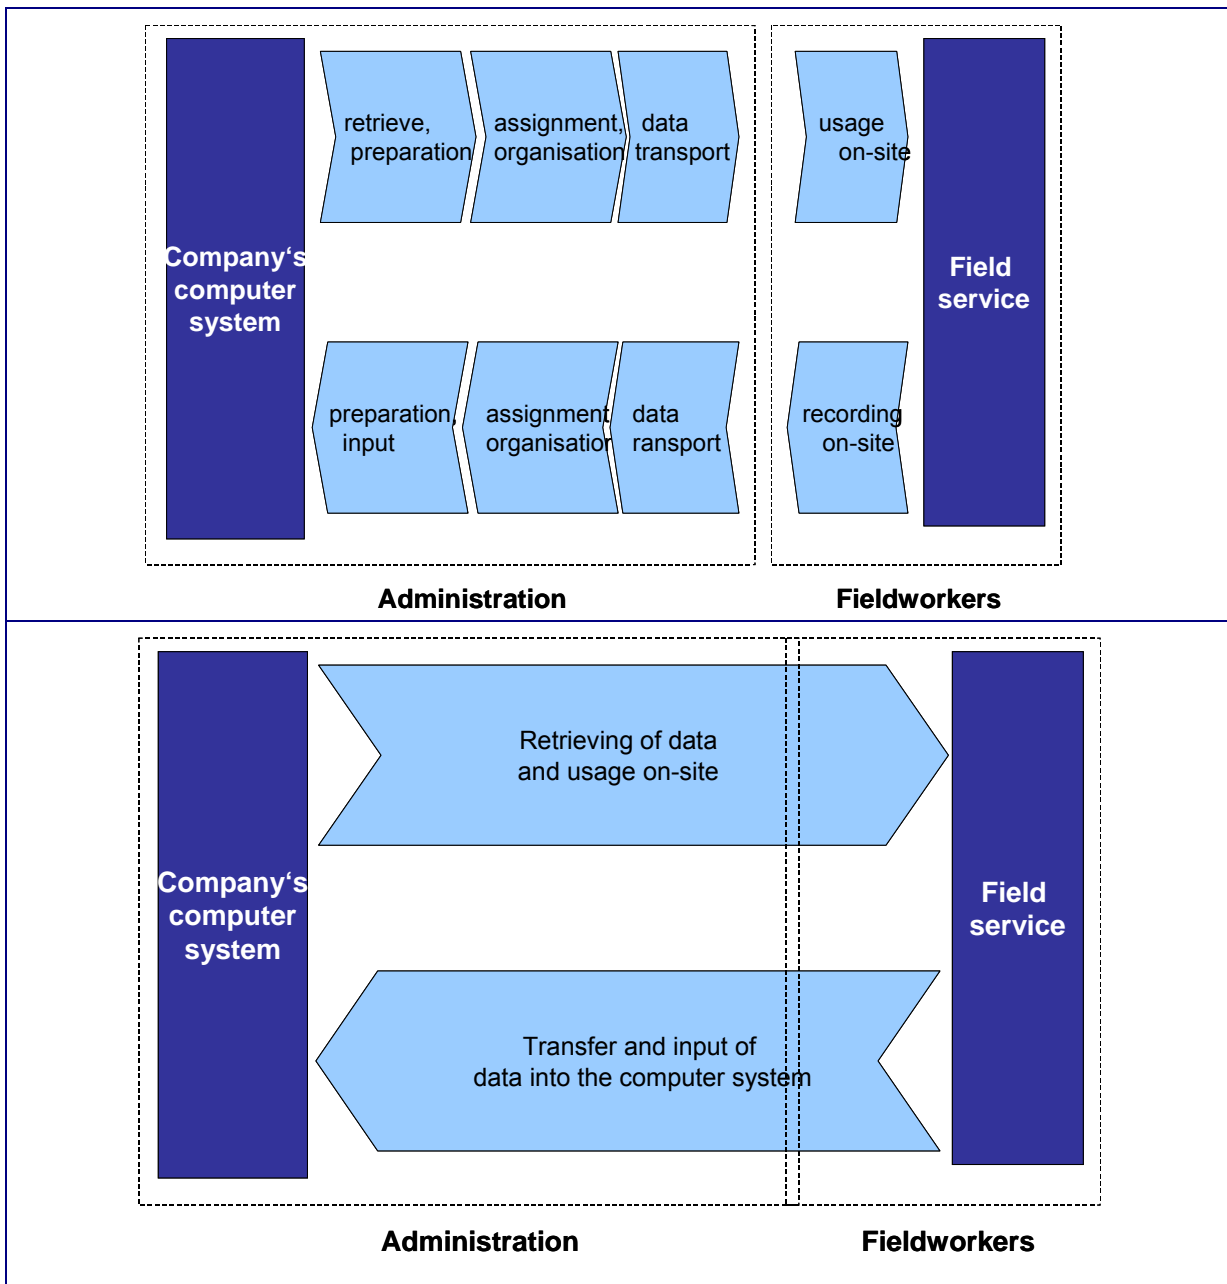 Company‘s
computer
system
retrieve,
preparation
assignment,
organisation
data
transport
usage
on-site
Field
service
preparation,
input
assignment
organisation
data
ransport
recording
on-site
Administration
Fieldworkers
Company‘s
computer
system
Retrieving of data
and usage on-site
Field
service
Transfer and input of
data into the computer system
Administration
Fieldworkers